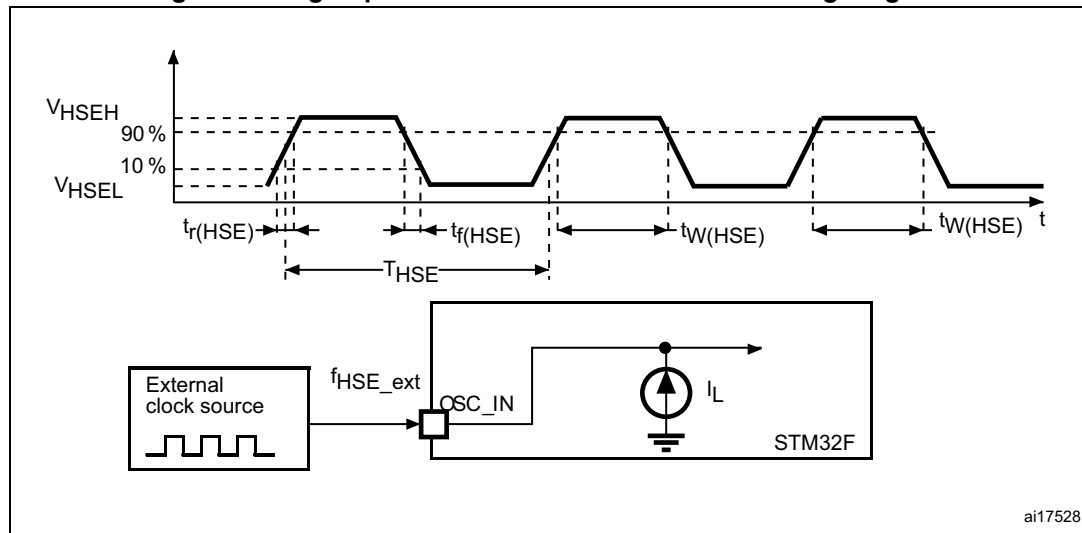 VHSEH
90 %
10 %
VHSEL
tr(HSE)
tf(HSE)
tW(HSE)
tW(HSE)
t
THSE
External
clock source
fHSE_ext
OSC_IN
IL
STM32F
ai17528